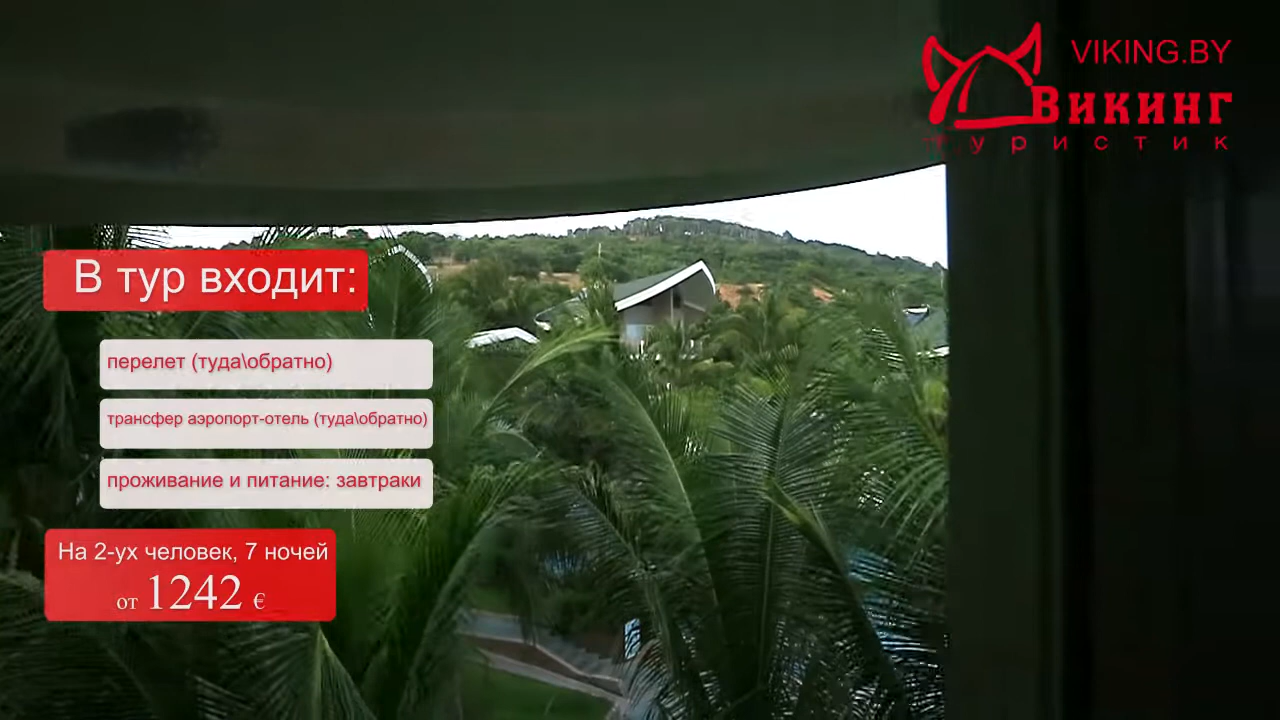 VIKING.BY
Викинг
туристик
В тур входит:
перелет (туда\обратно)
трансфер аэропорт-отель (туда\обратно)
проживание и питание: завтраки
На 2-ух человек, 7 ночей
от 1242 €